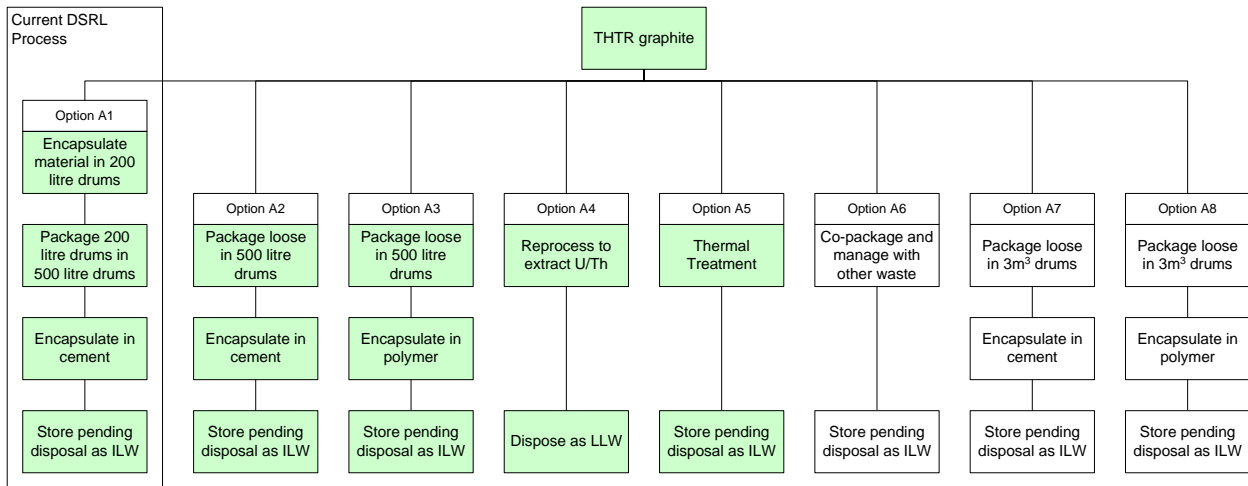 Current DSRL
Process
THTR graphite
Option A1
Encapsulate
material in 200
litre drums
Package 200
litre drums in
500 litre drums
Encapsulate in
cement
Store pending
disposal as ILW
Option A2
Package loose
in 500 litre
drums
Encapsulate in
cement
Store pending
disposal as ILW
Option A3
Package loose
in 500 litre
drums
Encapsulate in
polymer
Store pending
disposal as ILW
Option A4
Reprocess to
extract U/Th
Dispose as LLW
Option A5
Thermal
Treatment
Store pending
disposal as ILW
Option A6
Co-package and
manage with
other waste
Store pending
disposal as ILW
Option A7
Package loose
in 3m³ drums
Encapsulate in
cement
Store pending
disposal as ILW
Option A8
Package loose
in 3m³ drums
Encapsulate in
polymer
Store pending
disposal as ILW